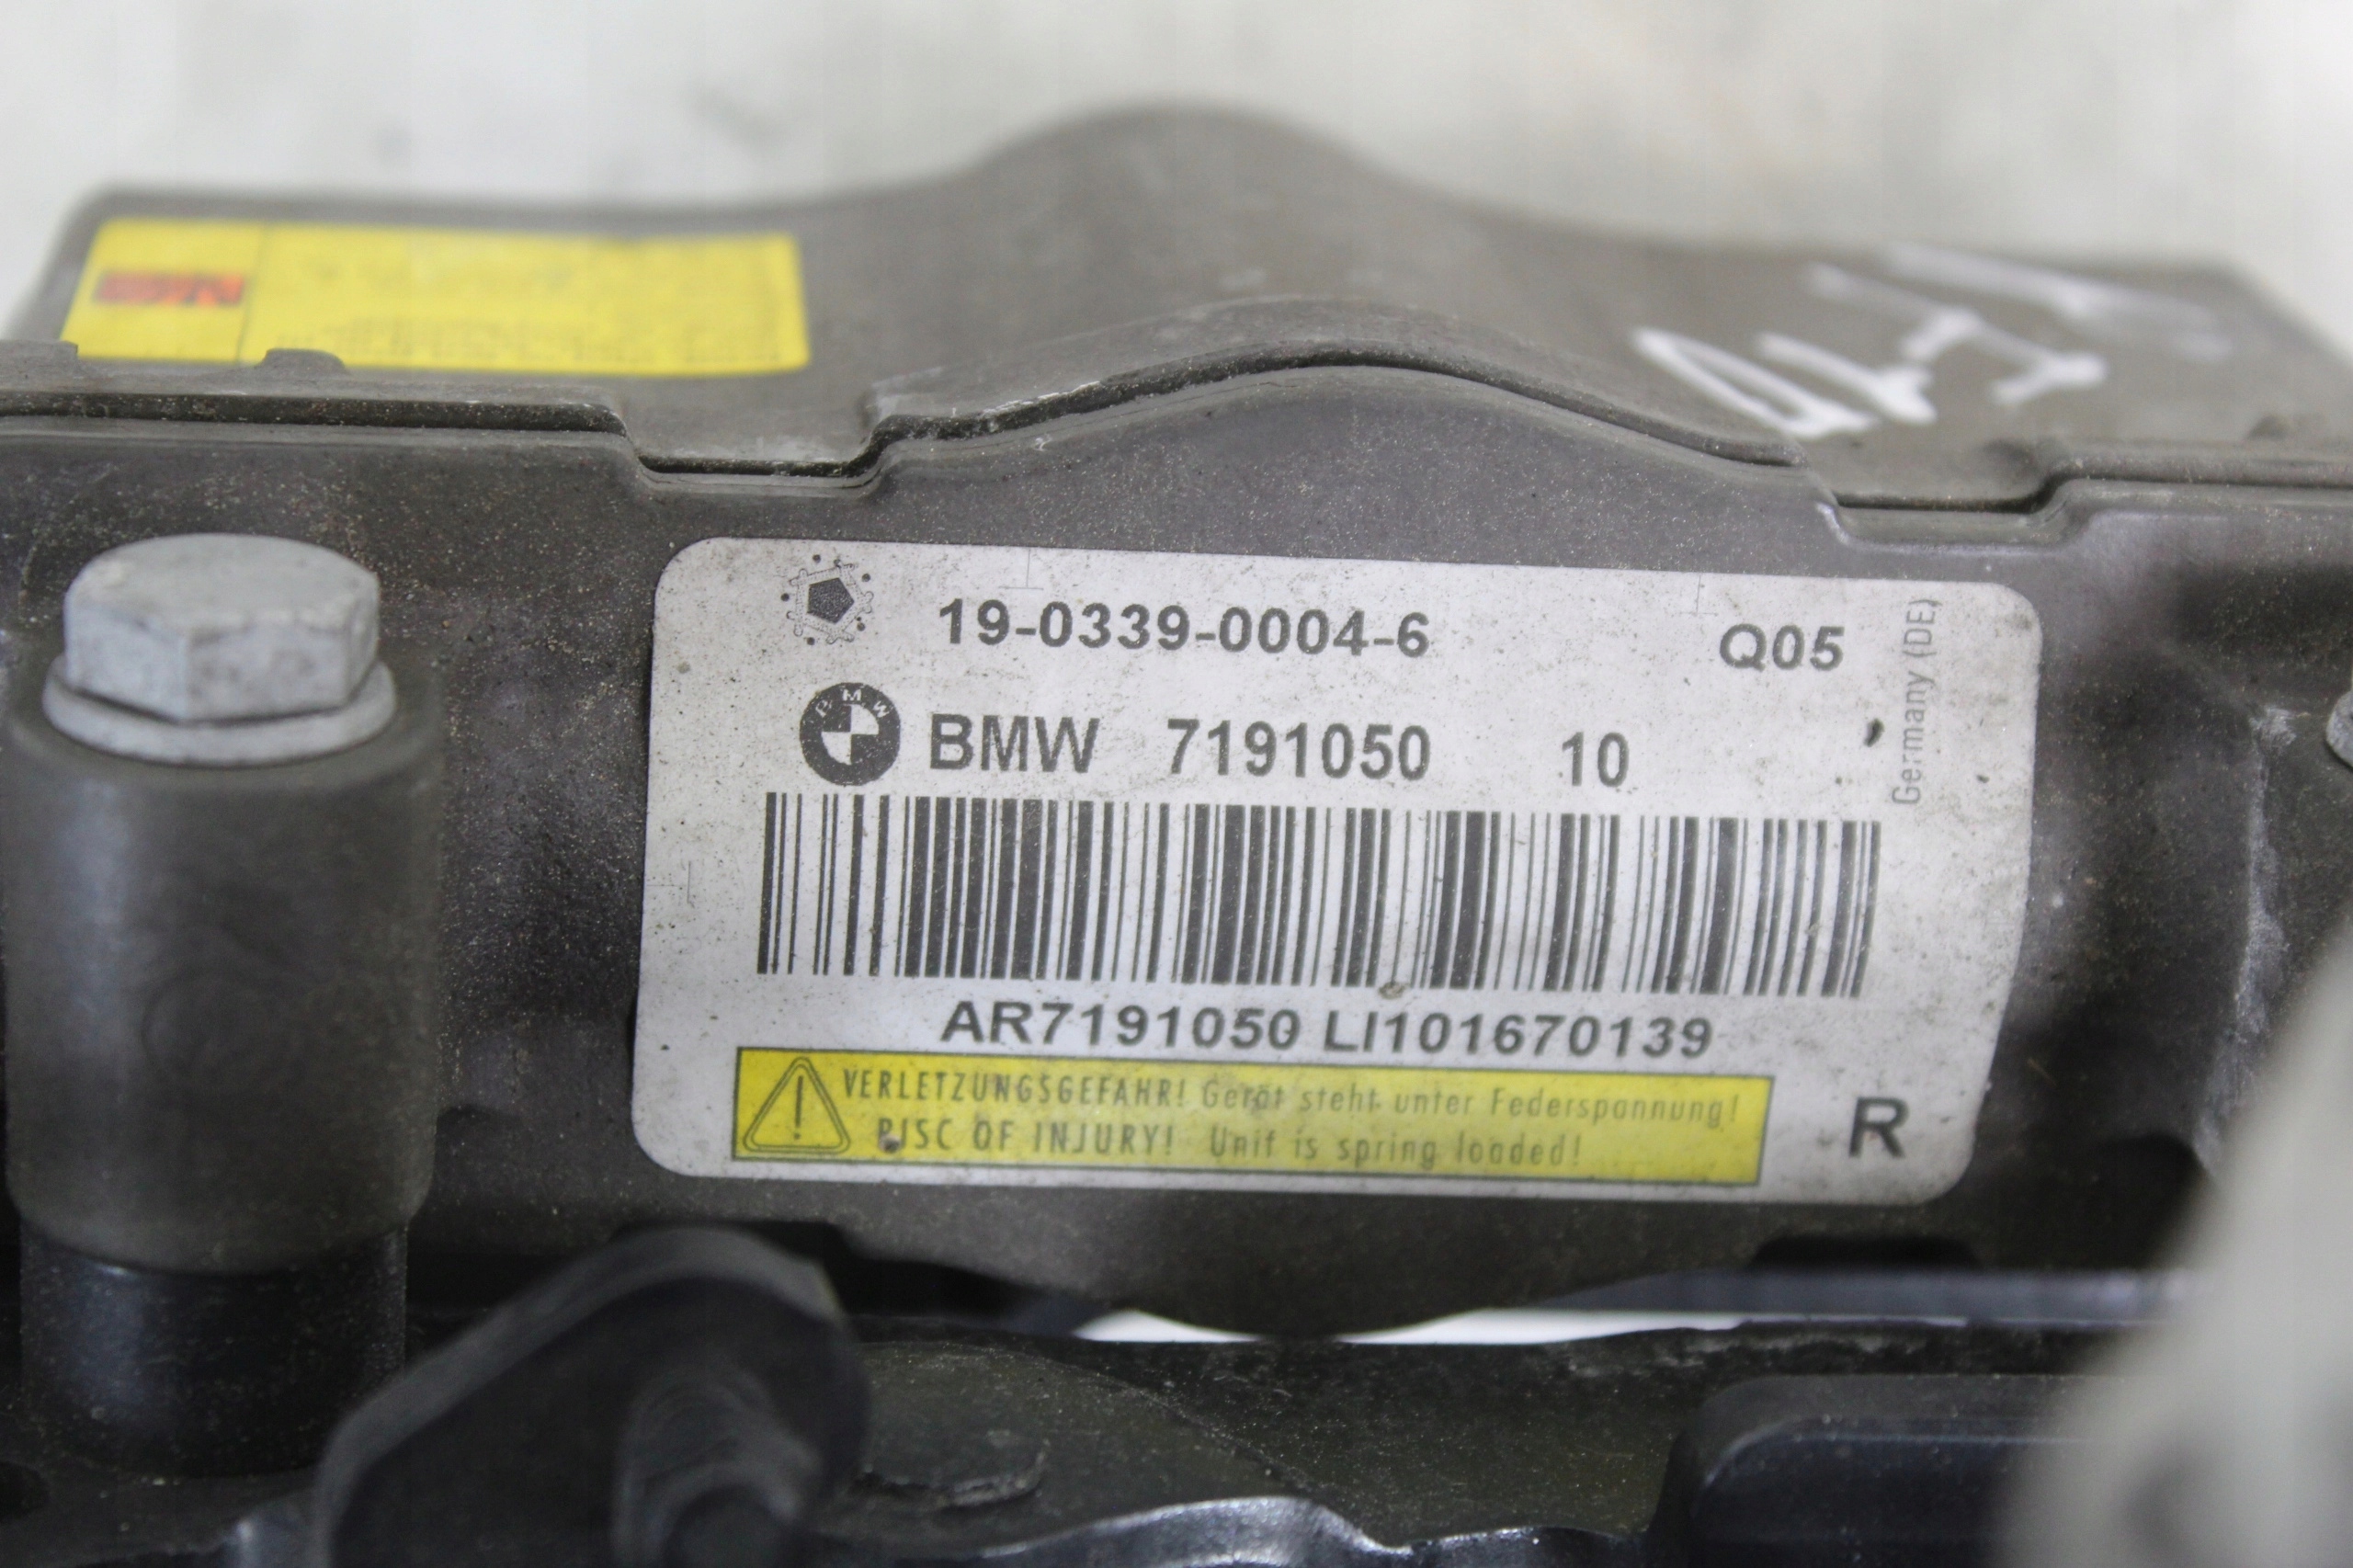 19-0339-0004-6 Q05
BMW BMW 7191050 10
Germany (DE)
AR7191050 LI101670139
VERLETZUNGSGEFAHR! Gerät steht unter Federspannung!
RISC OF INJURY! Unit is spring loaded!
R